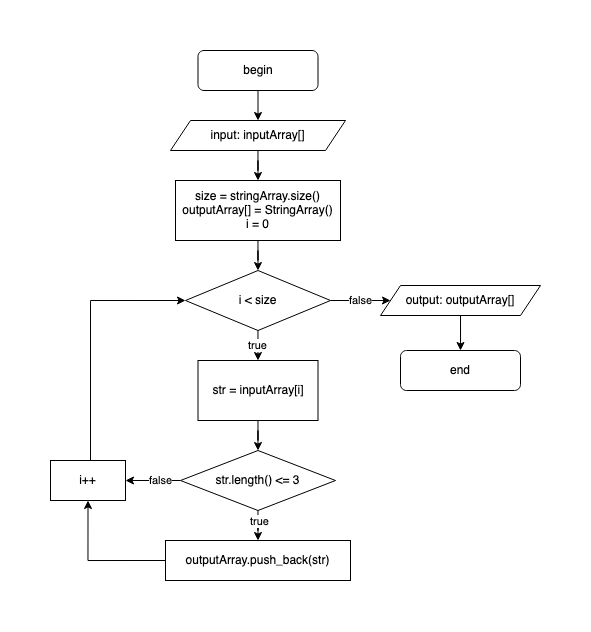 begin
input: inputArray[]
size = stringArray.size()
outputArray[] = StringArray()
i = 0
i < size
false
output: outputArray[]
true
end
str = inputArray[i]
i++
false
str.length() <= 3
true
outputArray.push_back(str)